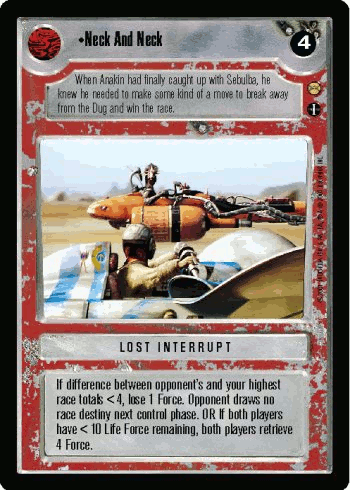 •Neck And Neck
4
When Anakin had finally caught up with Sebulba, he
knew he needed to make some kind of a move to break away
from the Dug and win the race.
LOST INTERRUPT
If difference between opponent's and your highest
race totals < 4, lose 1 Force. Opponent draws no
race destiny next control phase. OR If both players
have < 10 Life Force remaining, both players retrieve
4 Force.